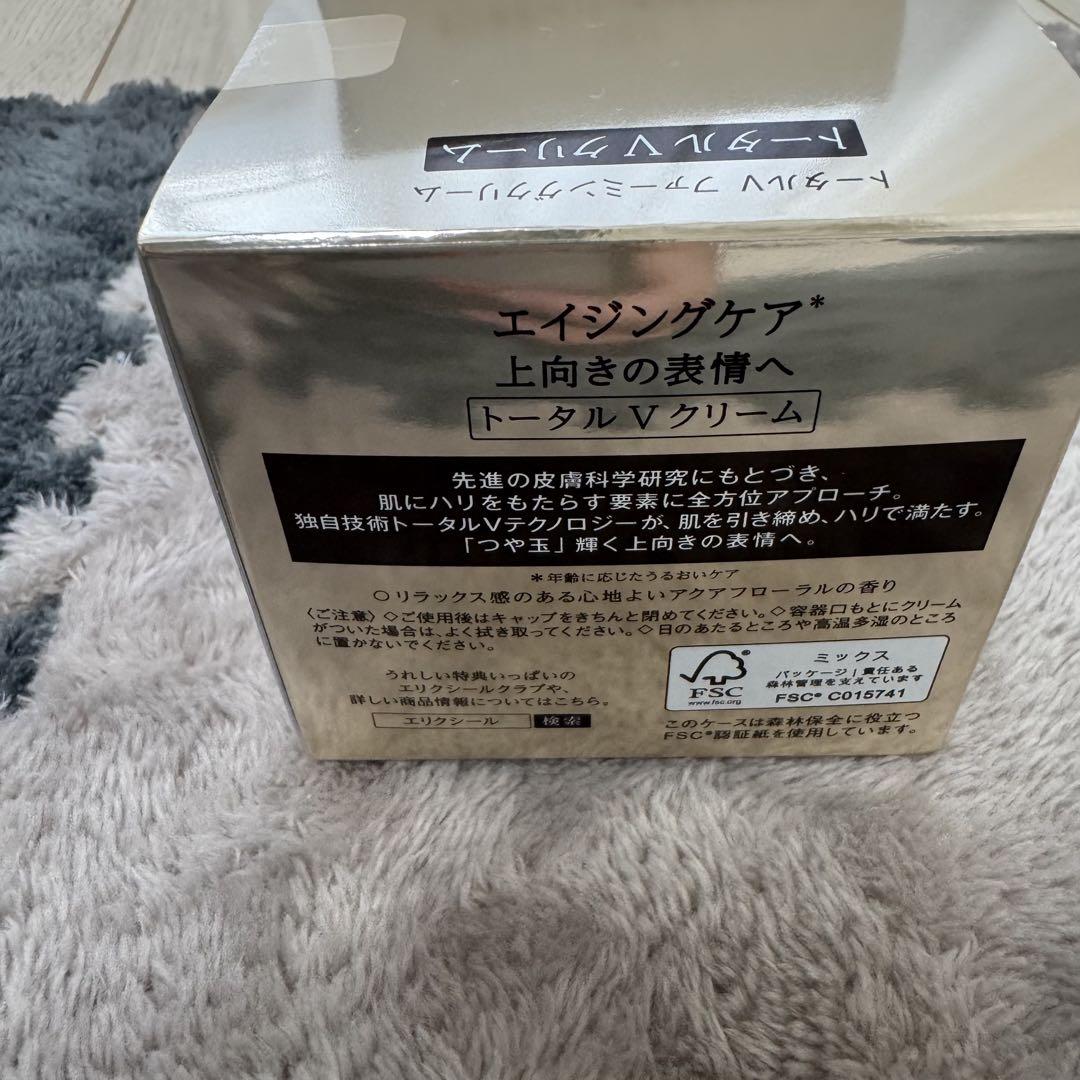 トータル V クリーム
トータル V ファーミングクリーム
エイジングケア*
上向きの表情へ
トータル V クリーム
先進の皮膚科学研究にもとづき、
肌にハリをもたらす要素に全方位アプローチ。
独自技術トータルVテクノロジーが、肌を引き締め、ハリで満たす。
「つや玉」輝く上向きの表情へ。
*年齢に応じたうるおいケア
○リラックス感のある心地よいアクアフローラルの香り
〈ご注意〉◇ご使用後はキャップをきちんと閉めてください。◇容器口もとにクリーム
がついた場合は、よく拭き取ってください。◇日のあたるところや高温多湿のところ
に置かないでください。
うれしい特典いっぱいの
エリクシールクラブや、
詳しい商品情報についてはこちら。
エリクシール 検索
FSC
www.fsc.org
ミックス
パッケージ|責任ある
森林管理を支えています
FSC® C015741
このケースは森林保全に役立つ
FSC®認証紙を使用しています。